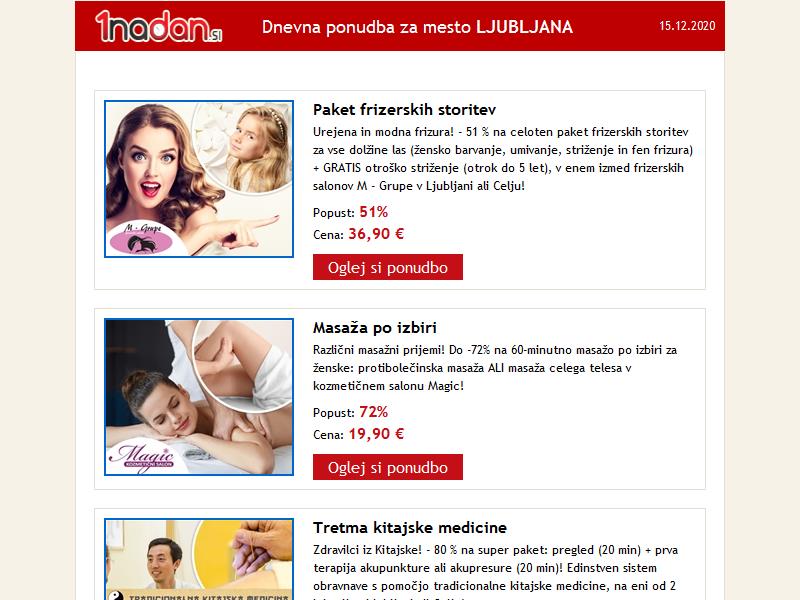 1nadan.si
Dnevna ponudba za mesto LJUBLJANA
15.12.2020
Paket frizerskih storitev
Urejena in modna frizura! - 51 % na celoten paket frizerskih storitev
za vse dolžine las (žensko barvanje, umivanje, striženje in fen frizura)
+ GRATIS otroško striženje (otrok do 5 let), v enem izmed frizerskih
salonov M - Grupe v Ljubljani ali Celju!
Popust: 51%
Cena: 36,90 €
Oglej si ponudbo
M - Grupe
Masaža po izbiri
Različni masažni prijemi! Do -72% na 60-minutno masažo po izbiri za
ženske: protibolečinska masaža ALI masaža celega telesa v
kozmetičnem salonu Magic!
Popust: 72%
Cena: 19,90 €
Oglej si ponudbo
Magic
KOZMETIČNI SALON
Tretma kitajske medicine
Zdravilci iz Kitajske! - 80 % na super paket: pregled (20 min) + prva
terapija akupunkture ali akupresure (20 min)! Edinstven sistem
obravnave s pomočjo tradicionalne kitajske medicine, na eni od 2
TRADICIONALNA KITAJSKA MEDICINA